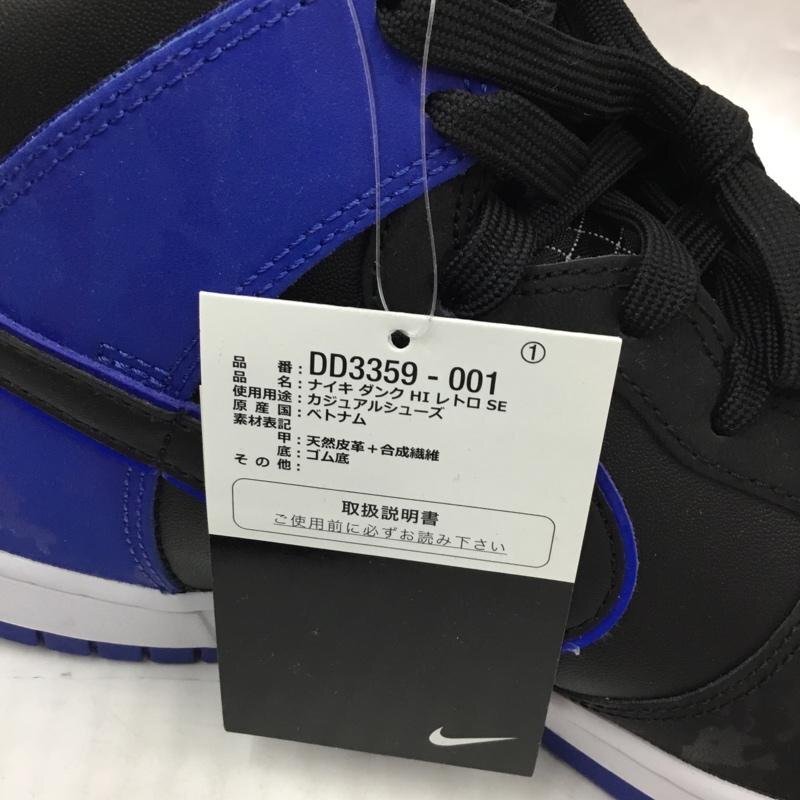 ①
品番：DD3359 - 001
品名：ナイキ ダンク HI レトロ SE
使用用途：カジュアルシューズ
原産国：ベトナム
素材表記
甲：天然皮革＋合成繊維
底：ゴム底
その他：
取扱説明書
ご使用前に必ずお読み下さい